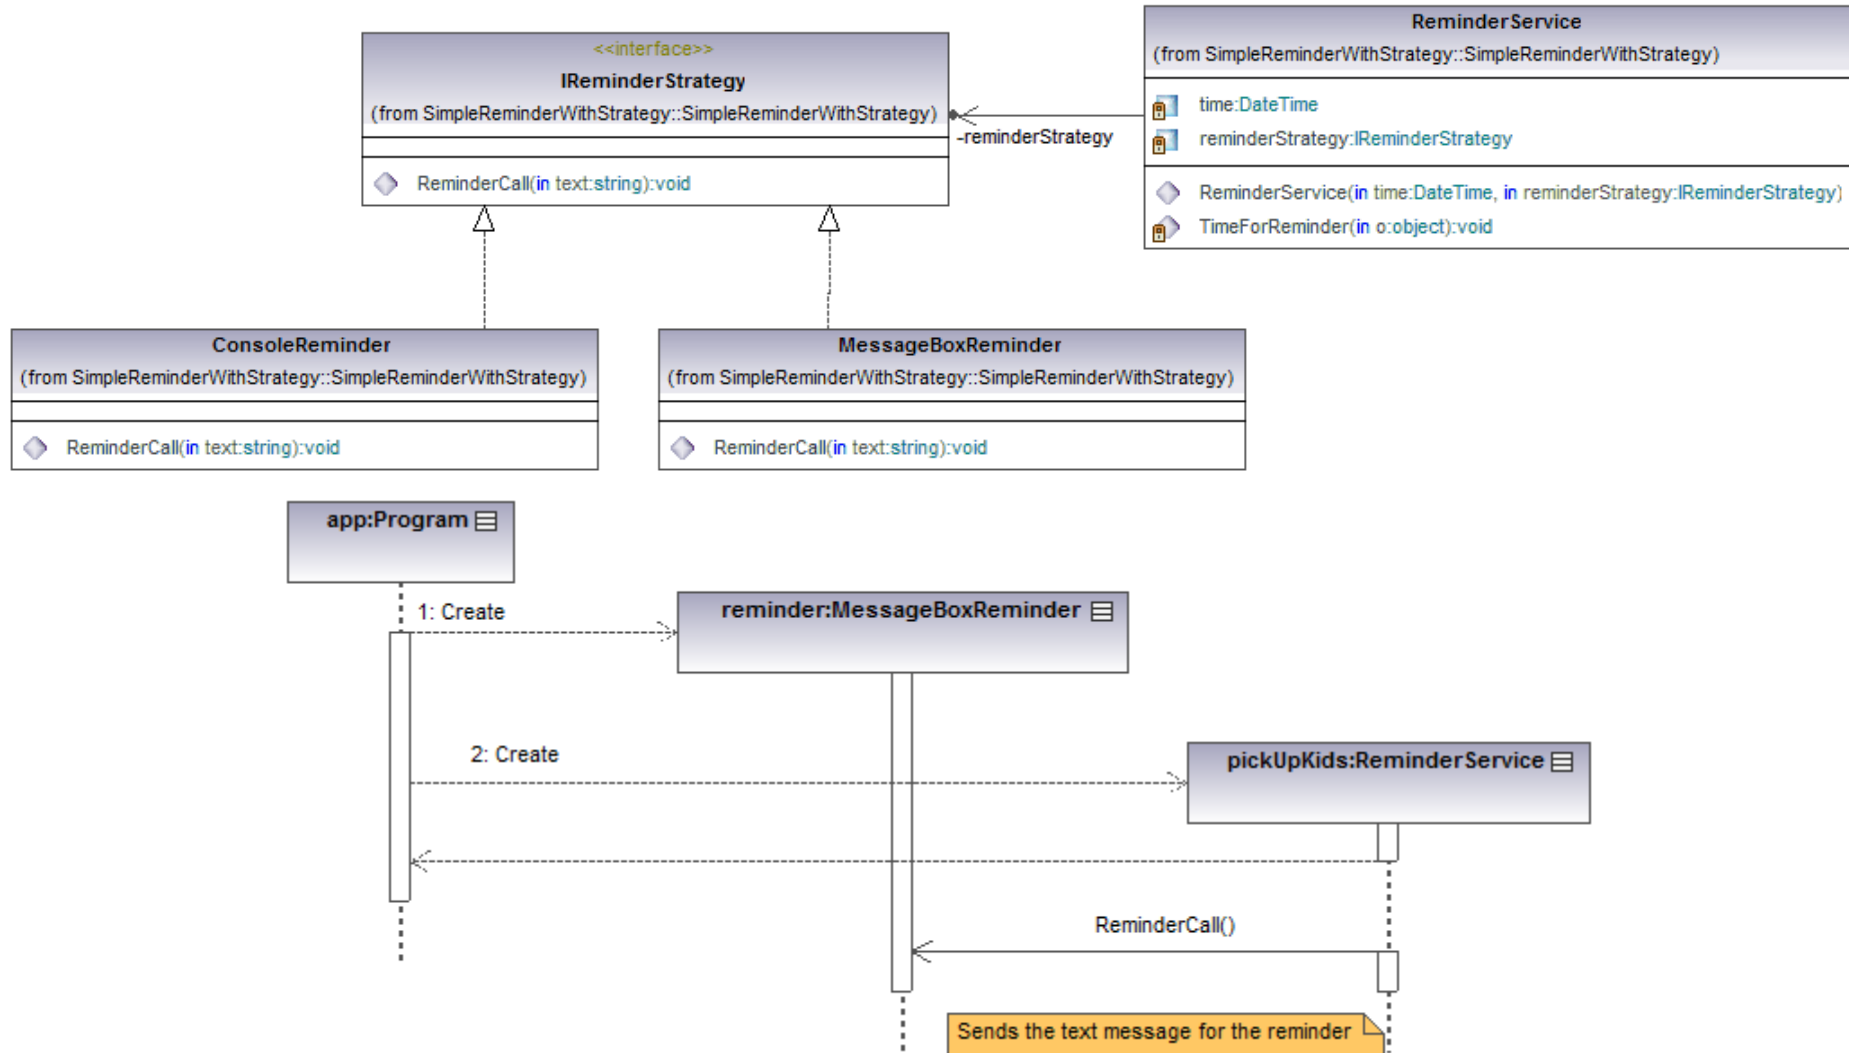 <<interface>>
IReminderStrategy
(from SimpleReminderWithStrategy::SimpleReminderWithStrategy)
ReminderCall(in text:string):void
-reminderStrategy
ReminderService
(from SimpleReminderWithStrategy::SimpleReminderWithStrategy)
time:DateTime
reminderStrategy:IReminderStrategy
ReminderService(in time:DateTime, in reminderStrategy:IReminderStrategy)
TimeForReminder(in o:object):void
ConsoleReminder
(from SimpleReminderWithStrategy::SimpleReminderWithStrategy)
ReminderCall(in text:string):void
MessageBoxReminder
(from SimpleReminderWithStrategy::SimpleReminderWithStrategy)
ReminderCall(in text:string):void
app:Program
1: Create
reminder:MessageBoxReminder
2: Create
pickUpKids:ReminderService
ReminderCall()
Sends the text message for the reminder